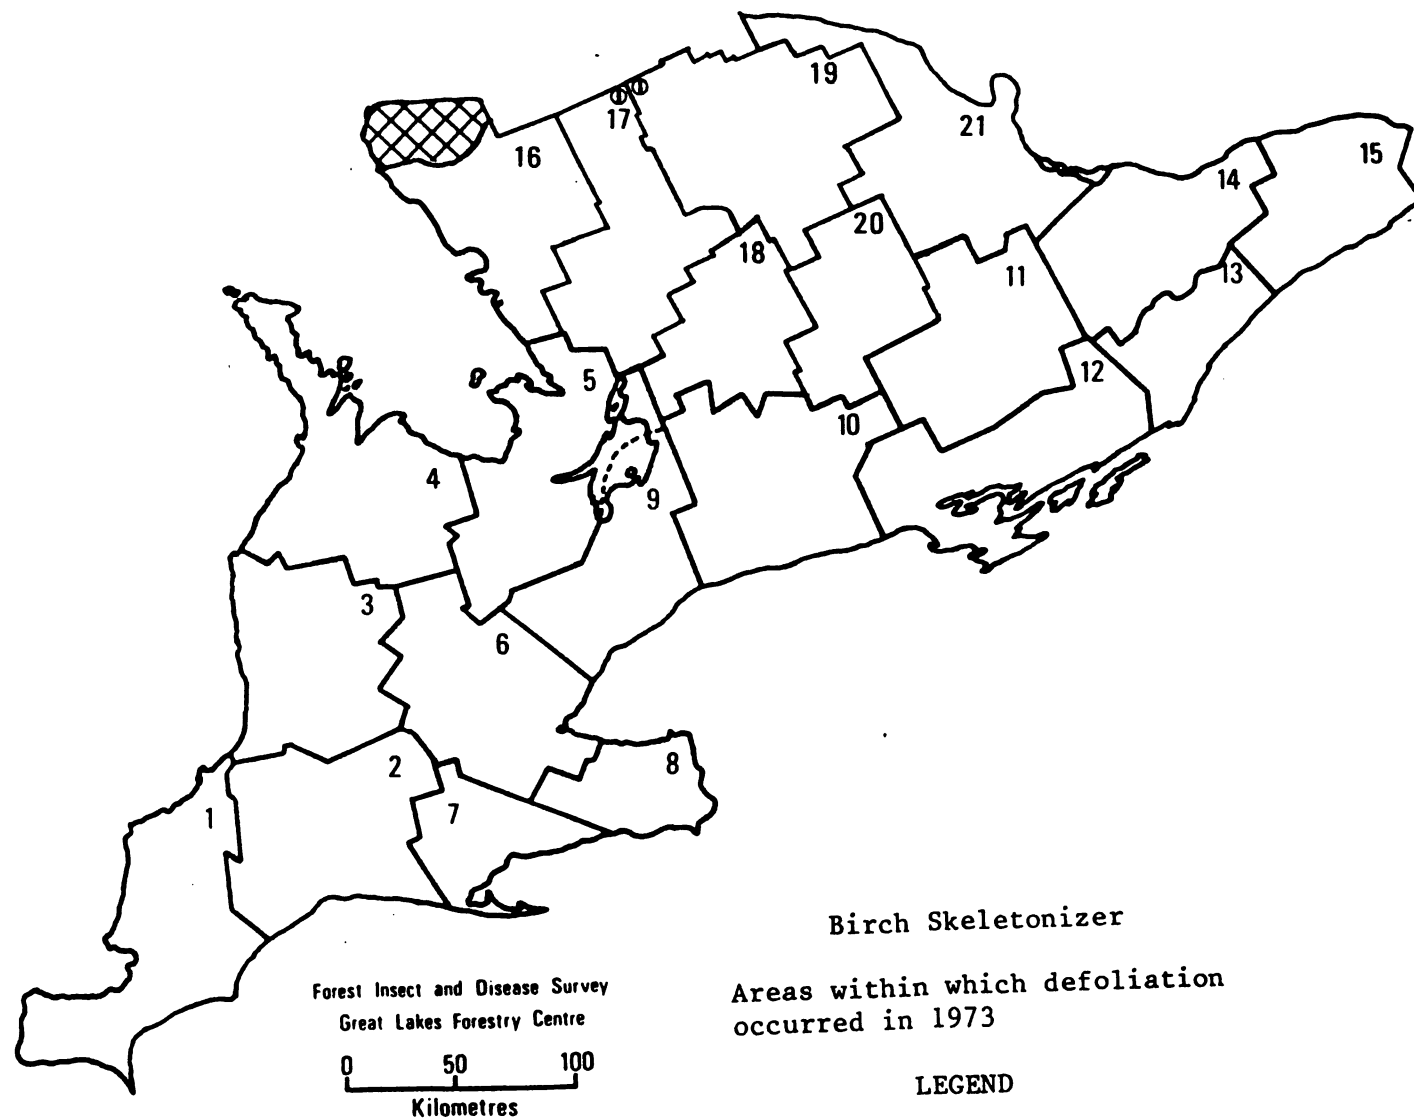 19
17
21
16
15
14
20
18
13
11
5
12
10
4
9
3
6
2
8
1
7
Birch Skeletonizer
Areas within which defoliation
occurred in 1973
LEGEND
Forest Insect and Disease Survey
Great Lakes Forestry Centre
0 50 100
Kilometres